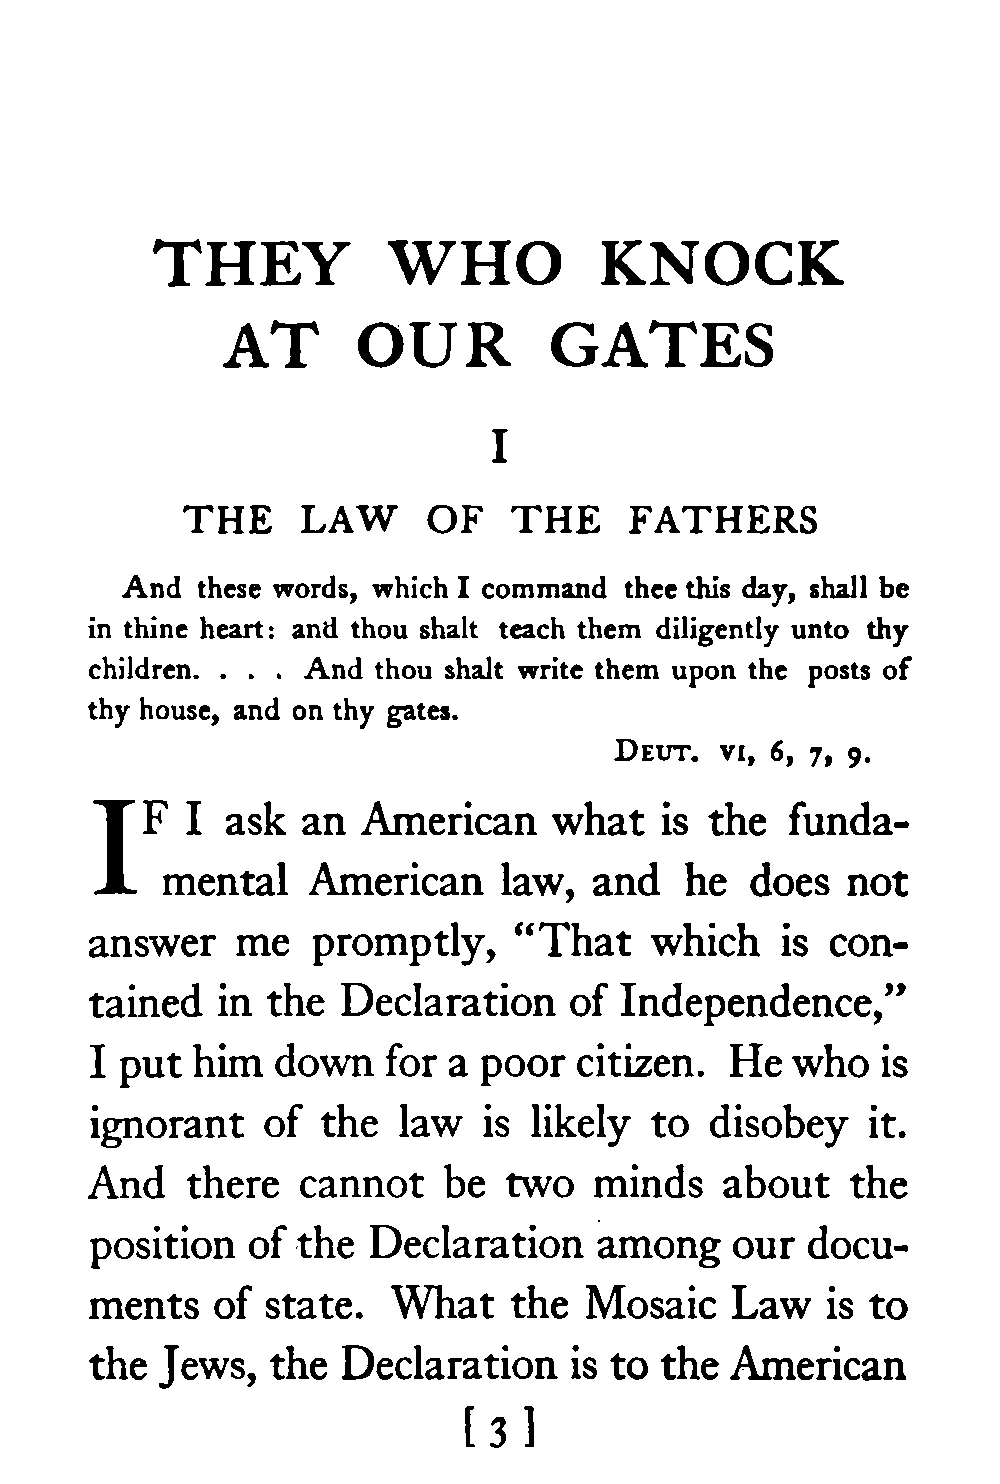 THEY WHO KNOCK
AT OUR GATES
I
THE LAW OF THE FATHERS
And these words, which I command thee this day, shall be
in thine heart: and thou shalt teach them diligently unto thy
children. . . . And thou shalt write them upon the posts of
thy house, and on thy gates.
DEUT. VI, 6, 7, 9.
IF I ask an American what is the funda-
mental American law, and he does not
answer me promptly, “That which is con-
tained in the Declaration of Independence,”
I put him down for a poor citizen. He who is
ignorant of the law is likely to disobey it.
And there cannot be two minds about the
position of the Declaration among our docu-
ments of state. What the Mosaic Law is to
the Jews, the Declaration is to the American
[ 3 ]